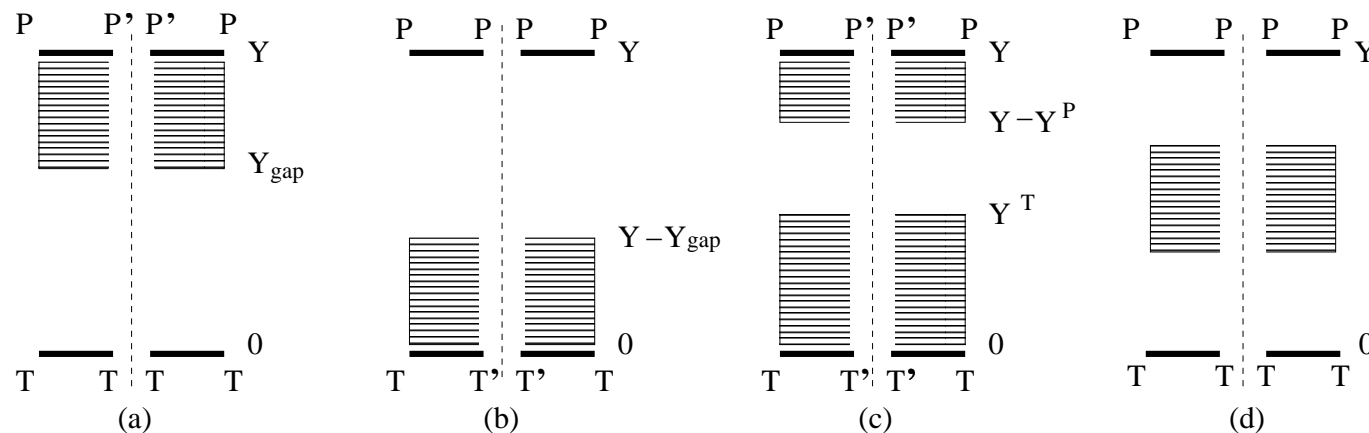 P P’ P’ P Y
Y_gap
0
T T T T
(a)
P P P P Y
Y – Y_gap
0
T T’ T’ T
(b)
P P’ P’ P Y
Y – Y^P
Y^T
0
T T’ T’ T
(c)
P P P P Y
0
T T T T
(d)